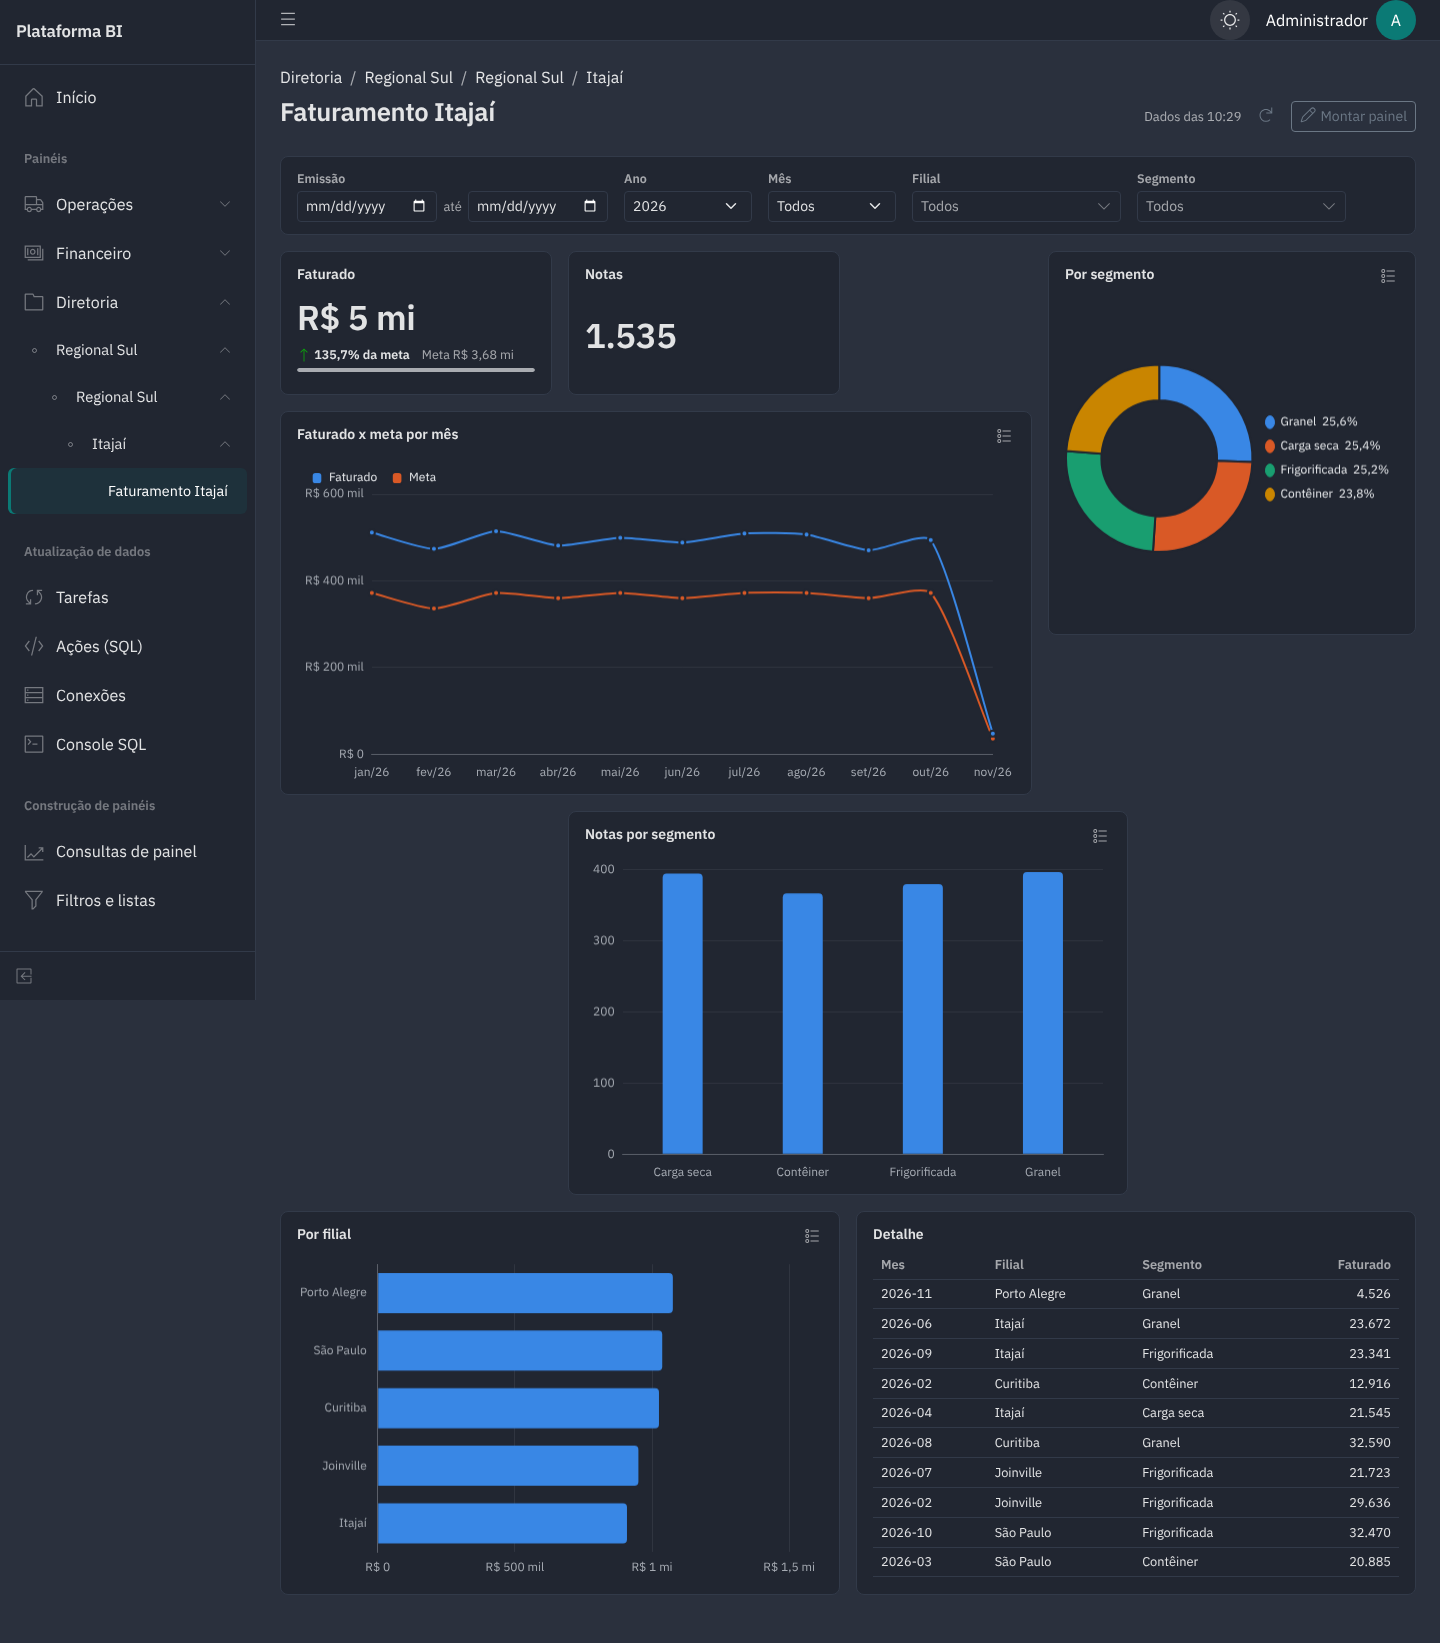 Plataforma BI
Início
Painéis
Operações
Financeiro
Diretoria
Regional Sul
Regional Sul
Itajaí
Faturamento Itajaí
Atualização de dados
Tarefas
Ações (SQL)
Conexões
Console SQL
Construção de painéis
Consultas de painel
Filtros e listas
Administrador A
Diretoria / Regional Sul / Regional Sul / Itajaí
Faturamento Itajaí
Dados das 10:29
Montar painel
Emissão
mm/dd/yyyy até mm/dd/yyyy
Ano
2026
Mês
Todos
Filial
Todos
Segmento
Todos
Faturado
R$ 5 mi
↑ 135,7% da meta Meta R$ 3,68 mi
Notas
1.535
Por segmento
Granel 25,6%
Carga seca 25,4%
Frigorificada 25,2%
Contêiner 23,8%
Faturado x meta por mês
Faturado Meta
R$ 600 mil
R$ 400 mil
R$ 200 mil
R$ 0
jan/26 fev/26 mar/26 abr/26 mai/26 jun/26 jul/26 ago/26 set/26 out/26 nov/26
Notas por segmento
400
300
200
100
0
Carga seca Contêiner Frigorificada Granel
Por filial
Porto Alegre
São Paulo
Curitiba
Joinville
Itajaí
R$ 0 R$ 500 mil R$ 1 mi R$ 1,5 mi
Detalhe
Mes Filial Segmento Faturado
2026-11 Porto Alegre Granel 4.526
2026-06 Itajaí Granel 23.672
2026-09 Itajaí Frigorificada 23.341
2026-02 Curitiba Contêiner 12.916
2026-04 Itajaí Carga seca 21.545
2026-08 Curitiba Granel 32.590
2026-07 Joinville Frigorificada 21.723
2026-02 Joinville Frigorificada 29.636
2026-10 São Paulo Frigorificada 32.470
2026-03 São Paulo Contêiner 20.885